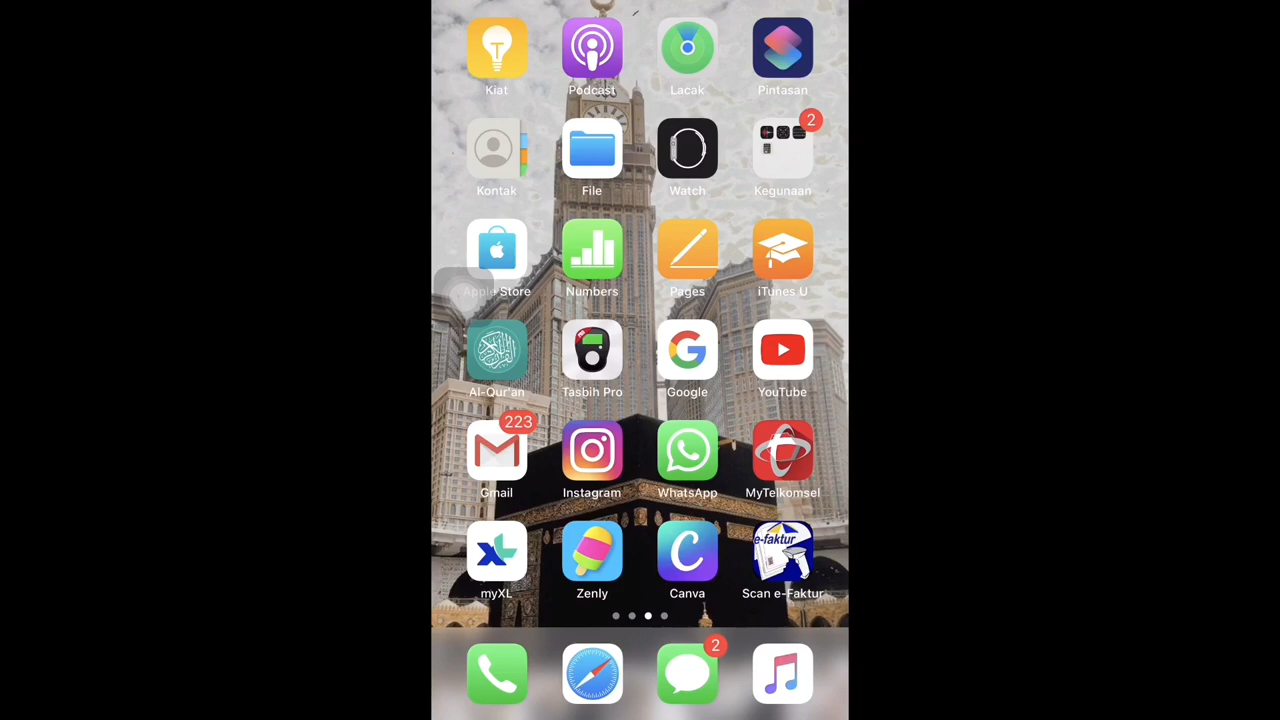 Kiat Podcast Lacak Pintasan
2
Kontak File Watch Kegunaan
Apple Store Numbers Pages iTunes U
Al-Qur'an Tasbih Pro Google YouTube
223
Gmail Instagram WhatsApp MyTelkomsel
e-faktur
myXL Zenly Canva Scan e-Faktur
2